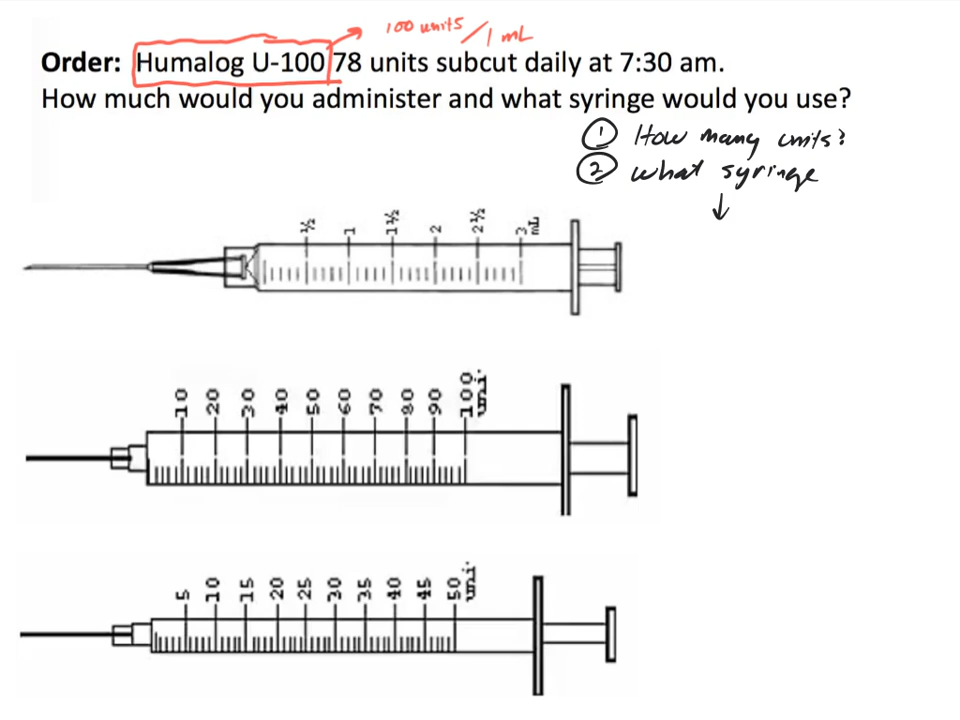 100 units/1 mL
Order: Humalog U-100 78 units subcut daily at 7:30 am.
How much would you administer and what syringe would you use?
① How many units?
② what syringe
½ 1 1½ 2 2½ 3 mL
10 20 30 40 50 60 70 80 90 100 uni.
5 10 15 20 25 30 35 40 45 50 uni.